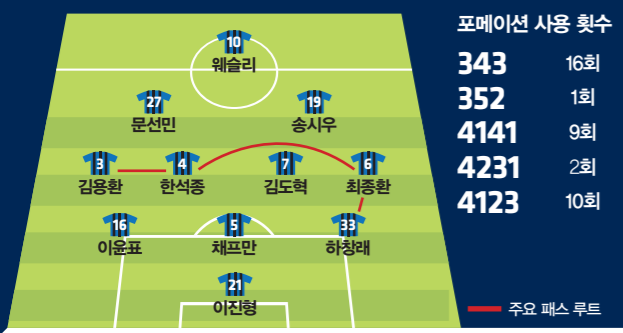 포메이션 사용 횟수
343 16회
352 1회
4141 9회
4231 2회
4123 10회
10
웨슬리
27 19
문선민 송시우
3 4 7 6
김용환 한석종 김도혁 최종환
16 5 33
이윤표 채프만 하창래
21
이진형
주요 패스 루트